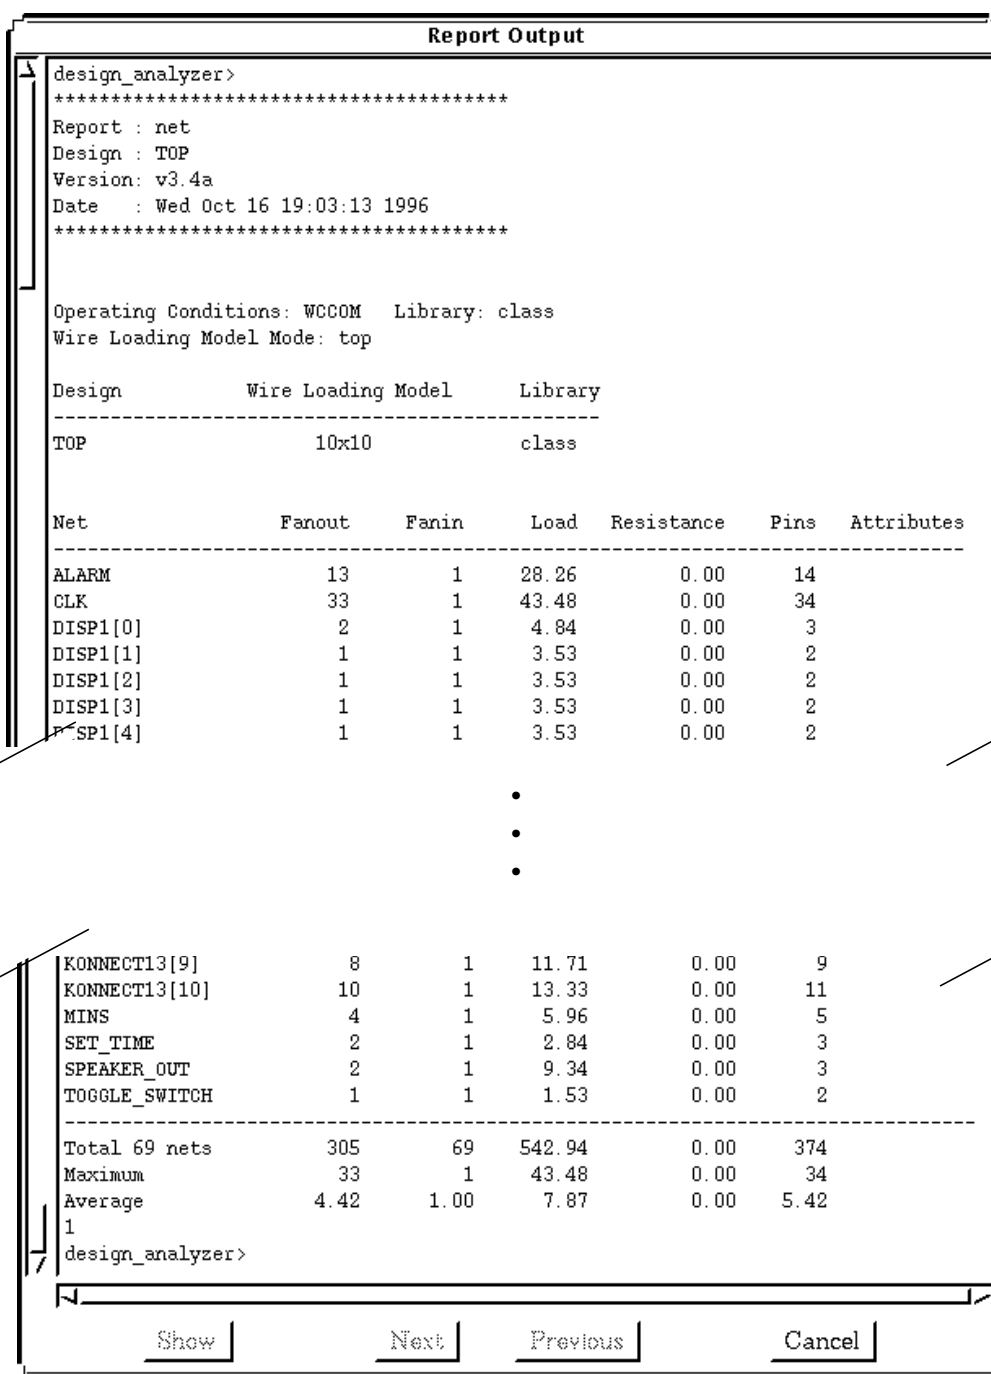 Report Output
design_analyzer>
****************************************
Report : net
Design : TOP
Version: v3.4a
Date   : Wed Oct 16 19:03:13 1996
****************************************
Operating Conditions: WCCOM   Library: class
Wire Loading Model Mode: top
Design           Wire Loading Model      Library
------------------------------------------------
TOP                    10x10             class
Net                 Fanout     Fanin      Load   Resistance    Pins   Attributes
--------------------------------------------------------------------------------
ALARM                   13         1     28.26         0.00      14
CLK                     33         1     43.48         0.00      34
DISP1[0]                 2         1      4.84         0.00       3
DISP1[1]                 1         1      3.53         0.00       2
DISP1[2]                 1         1      3.53         0.00       2
DISP1[3]                 1         1      3.53         0.00       2
DISP1[4]                 1         1      3.53         0.00       2
KONNECT13[9]             8         1     11.71         0.00       9
KONNECT13[10]           10         1     13.33         0.00      11
MINS                     4         1      5.96         0.00       5
SET_TIME                 2         1      2.84         0.00       3
SPEAKER_OUT              2         1      9.34         0.00       3
TOGGLE_SWITCH            1         1      1.53         0.00       2
--------------------------------------------------------------------------------
Total 69 nets          305        69    542.94         0.00     374
Maximum                 33         1     43.48         0.00      34
Average               4.42      1.00      7.87         0.00    5.42
1
design_analyzer>
Show Next Previous Cancel